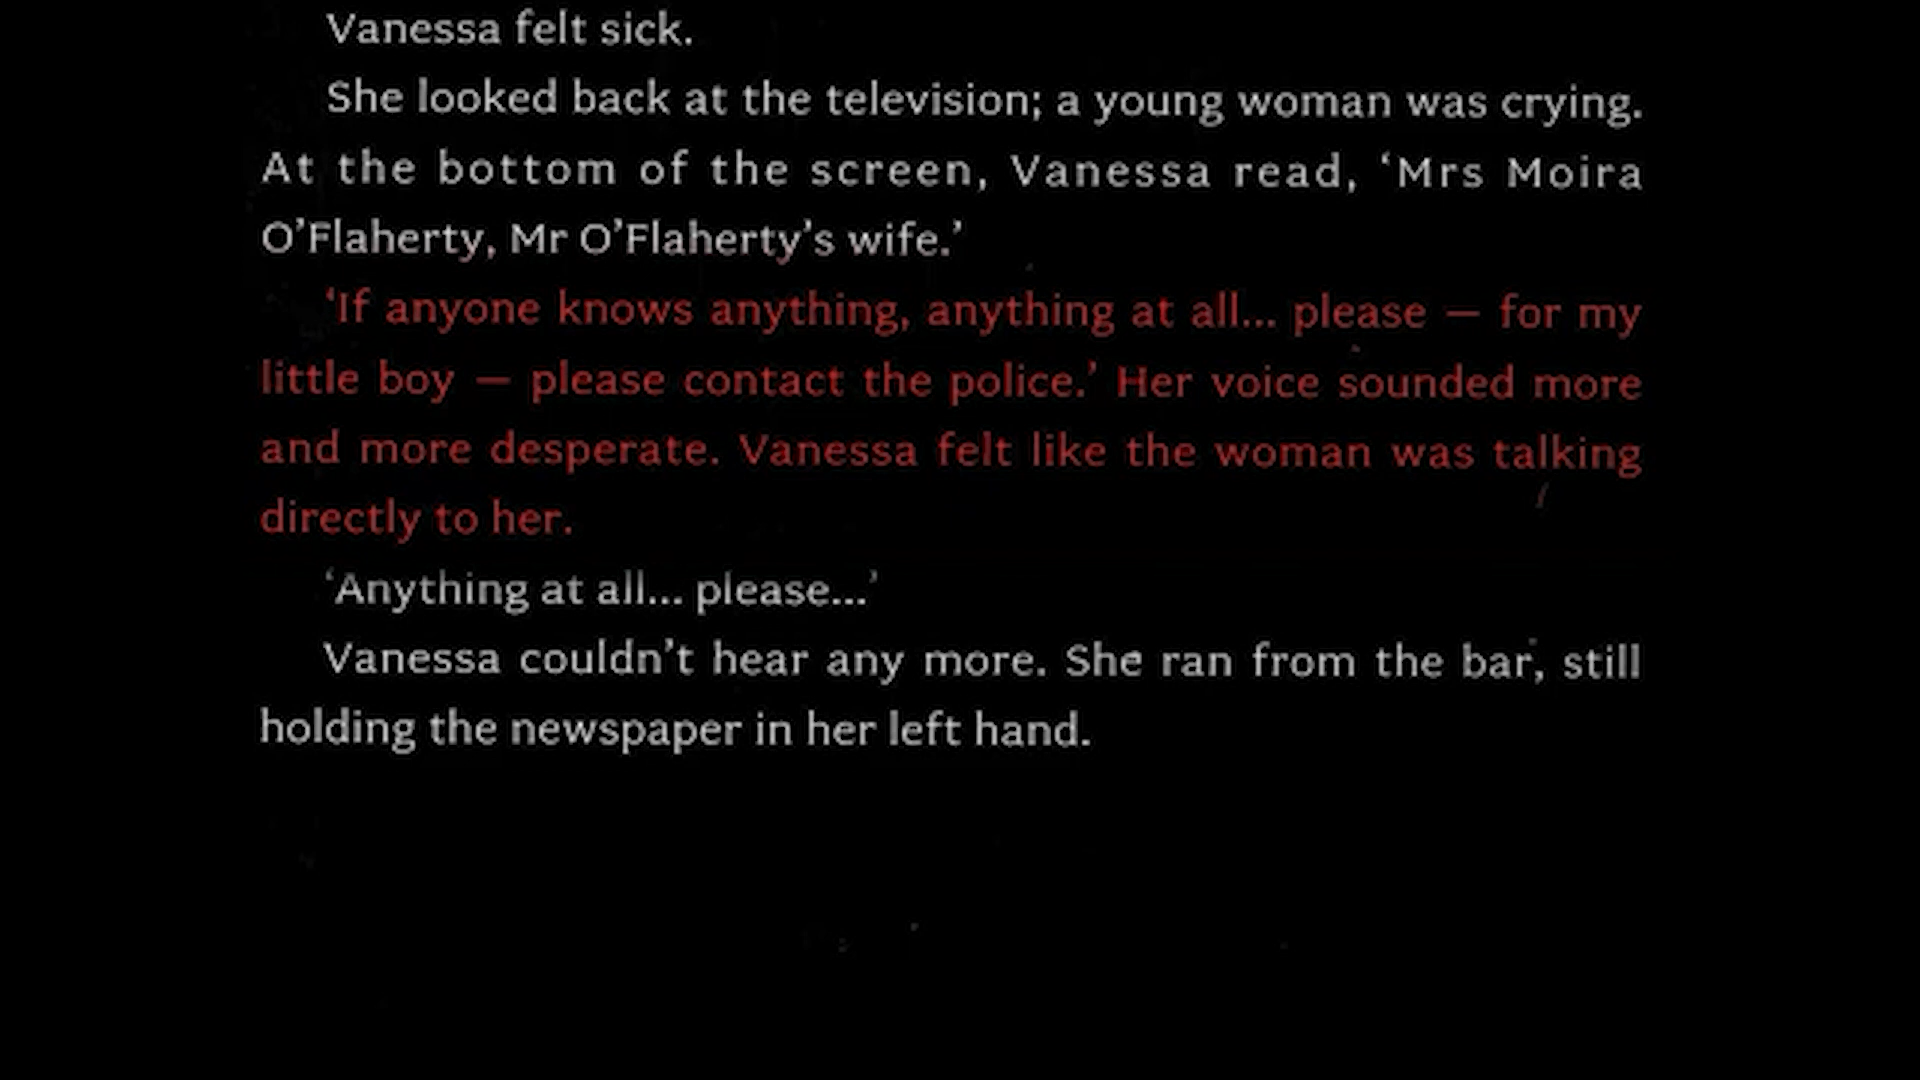 Vanessa felt sick.
She looked back at the television; a young woman was crying.
At the bottom of the screen, Vanessa read, ‘Mrs Moira
O’Flaherty, Mr O’Flaherty’s wife.’
‘If anyone knows anything, anything at all... please — for my
little boy — please contact the police.’ Her voice sounded more
and more desperate. Vanessa felt like the woman was talking
directly to her.
‘Anything at all... please...’
Vanessa couldn’t hear any more. She ran from the bar, still
holding the newspaper in her left hand.